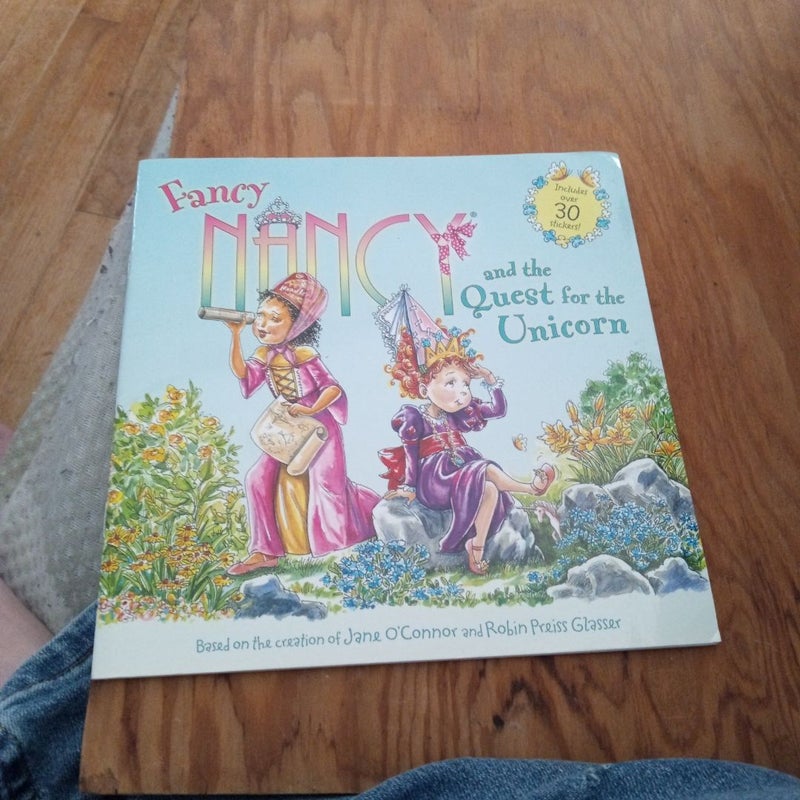 Fancy
NANCY®
and the
Quest for the
Unicorn
Includes
over
30
stickers!
Based on the creation of Jane O'Connor and Robin Preiss Glasser